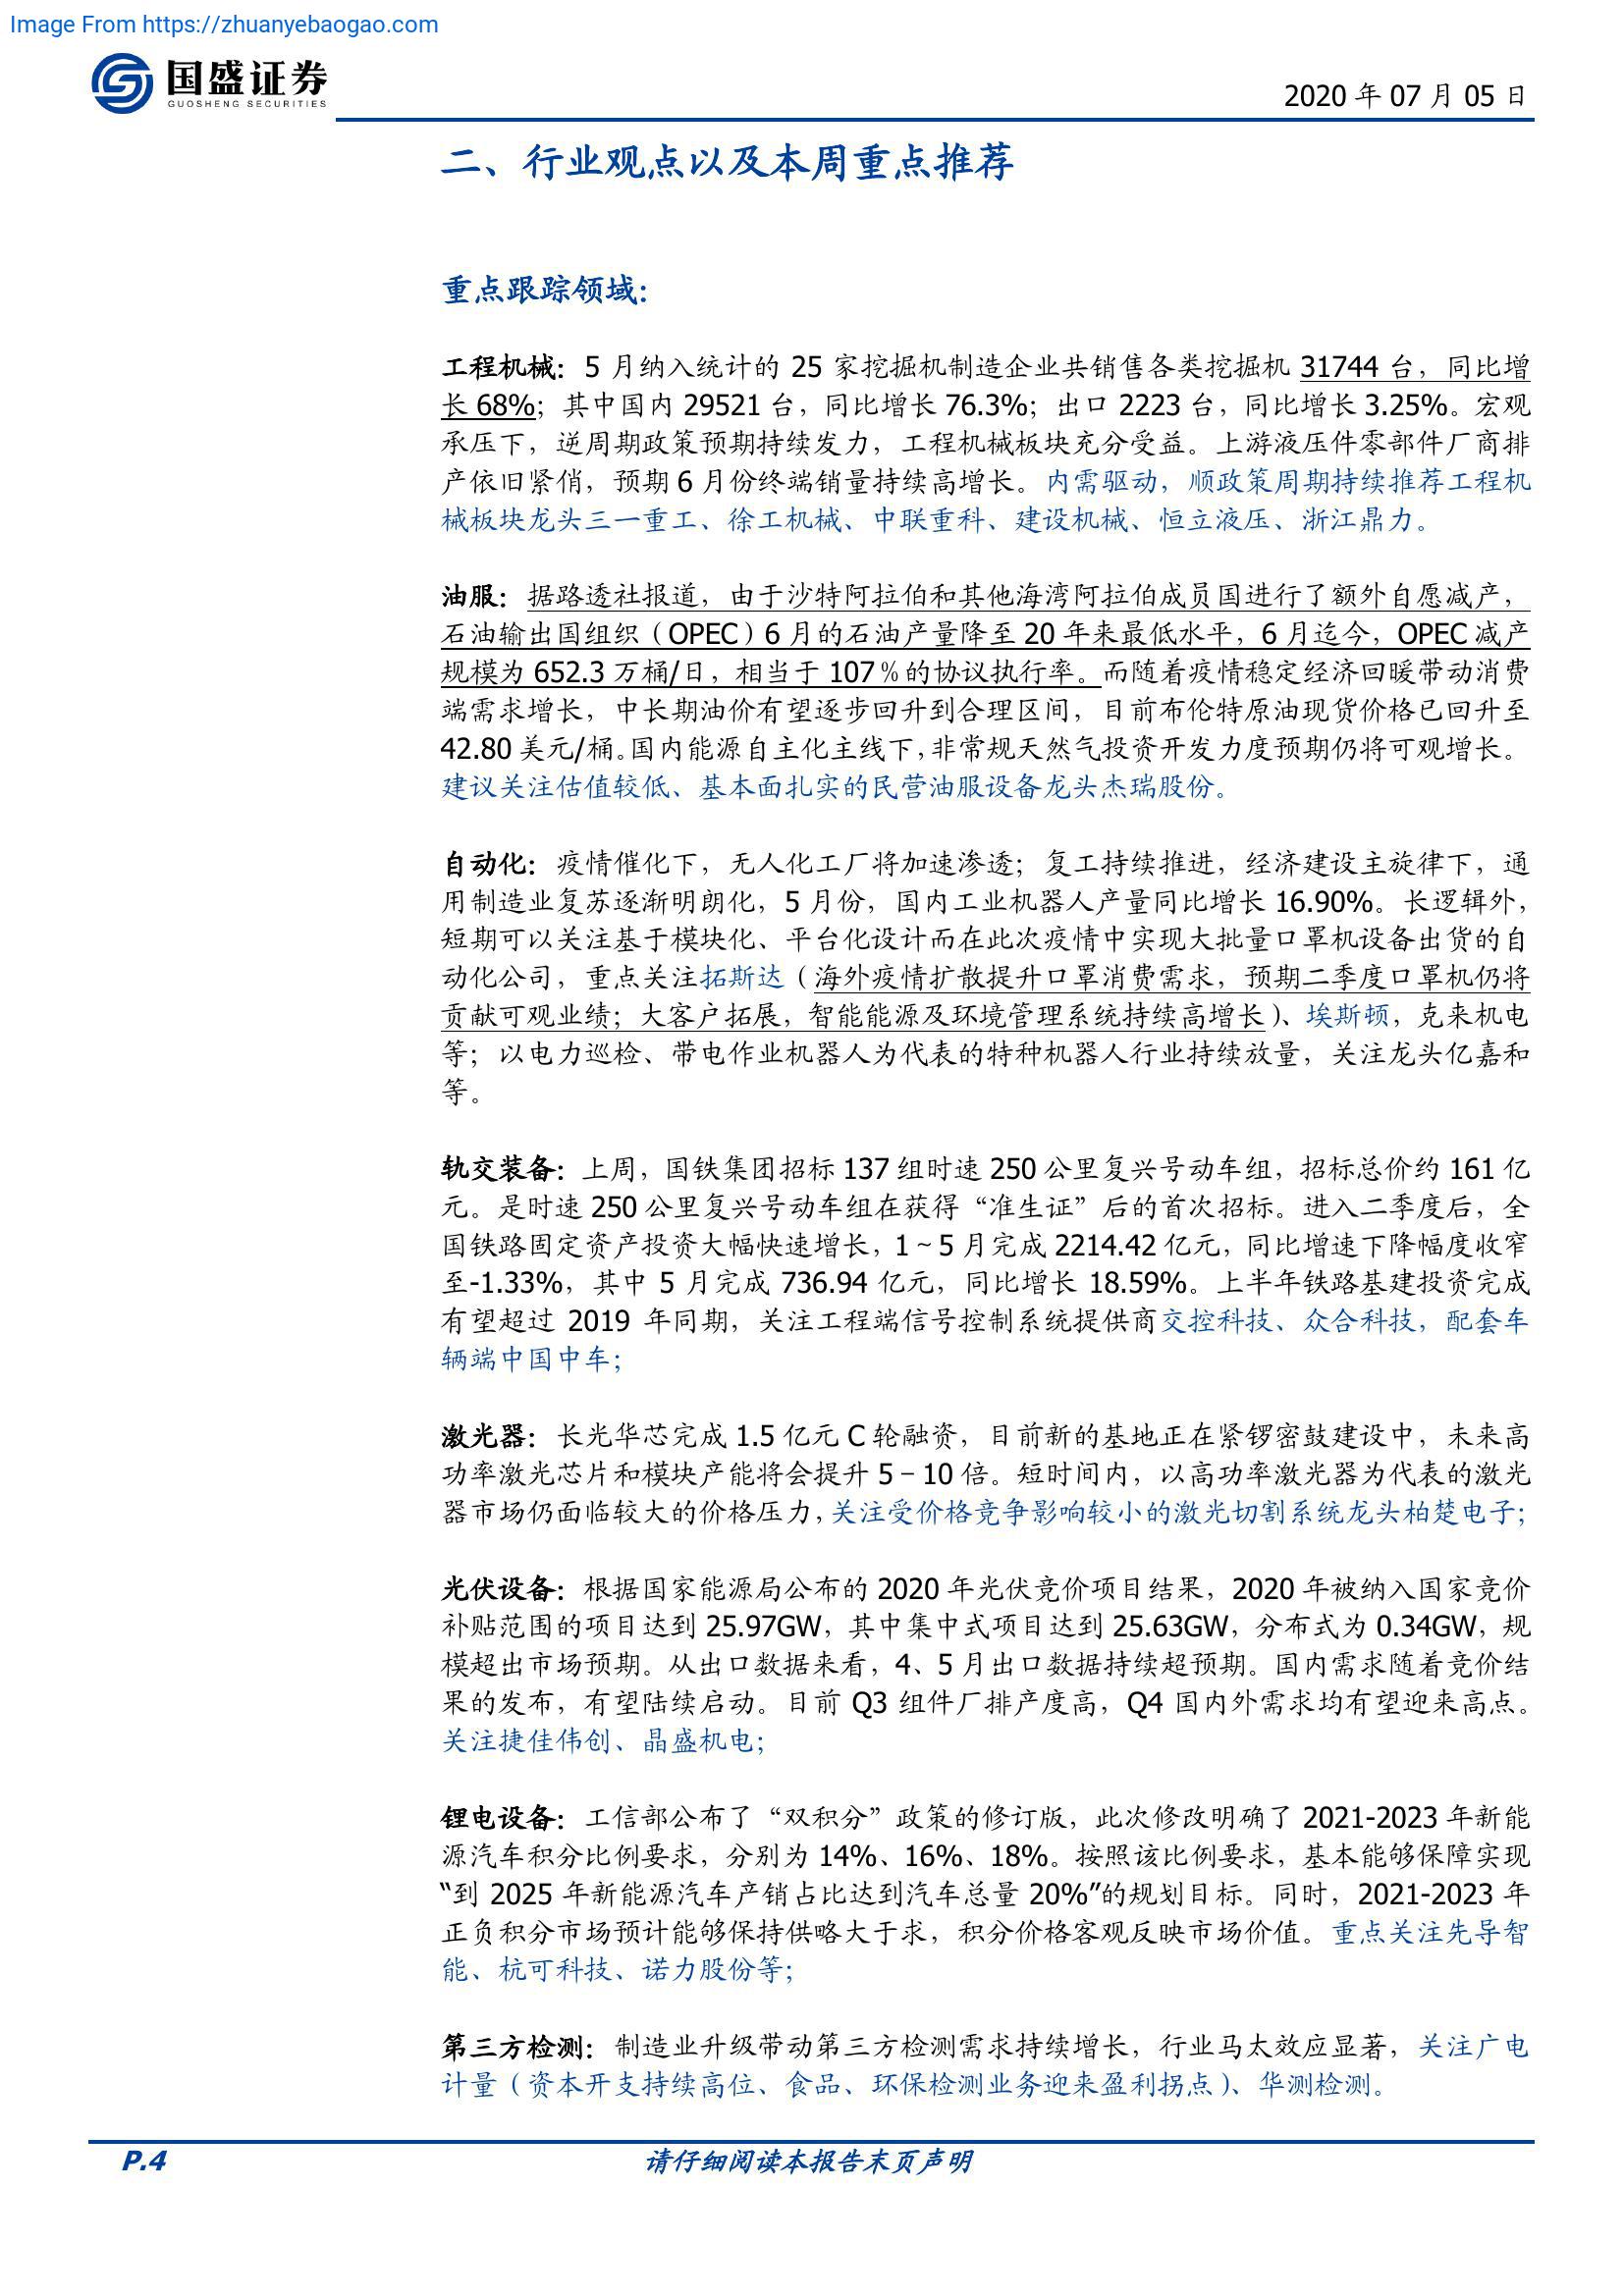 Image From https://zhuanyebaogao.com
国盛证券
GUOSHENG SECURITIES
2020 年 07 月 05 日
二、行业观点以及本周重点推荐
重点跟踪领域：
工程机械：5 月纳入统计的 25 家挖掘机制造企业共销售各类挖掘机 31744 台，同比增
长 68%；其中国内 29521 台，同比增长 76.3%；出口 2223 台，同比增长 3.25%。宏观
承压下，逆周期政策预期持续发力，工程机械板块充分受益。上游液压件零部件厂商排
产依旧紧俏，预期 6 月份终端销量持续高增长。内需驱动，顺政策周期持续推荐工程机
械板块龙头三一重工、徐工机械、中联重科、建设机械、恒立液压、浙江鼎力。
油服：据路透社报道，由于沙特阿拉伯和其他海湾阿拉伯成员国进行了额外自愿减产，
石油输出国组织（OPEC）6 月的石油产量降至 20 年来最低水平，6 月迄今，OPEC 减产
规模为 652.3 万桶/日，相当于 107％的协议执行率。而随着疫情稳定经济回暖带动消费
端需求增长，中长期油价有望逐步回升到合理区间，目前布伦特原油现货价格已回升至
42.80 美元/桶。国内能源自主化主线下，非常规天然气投资开发力度预期仍将可观增长。
建议关注估值较低、基本面扎实的民营油服设备龙头杰瑞股份。
自动化：疫情催化下，无人化工厂将加速渗透；复工持续推进，经济建设主旋律下，通
用制造业复苏逐渐明朗化，5 月份，国内工业机器人产量同比增长 16.90%。长逻辑外，
短期可以关注基于模块化、平台化设计而在此次疫情中实现大批量口罩机设备出货的自
动化公司，重点关注拓斯达（海外疫情扩散提升口罩消费需求，预期二季度口罩机仍将
贡献可观业绩；大客户拓展，智能能源及环境管理系统持续高增长）、埃斯顿，克来机电
等；以电力巡检、带电作业机器人为代表的特种机器人行业持续放量，关注龙头亿嘉和
等。
轨交装备：上周，国铁集团招标 137 组时速 250 公里复兴号动车组，招标总价约 161 亿
元。是时速 250 公里复兴号动车组在获得“准生证”后的首次招标。进入二季度后，全
国铁路固定资产投资大幅快速增长，1～5 月完成 2214.42 亿元，同比增速下降幅度收窄
至-1.33%，其中 5 月完成 736.94 亿元，同比增长 18.59%。上半年铁路基建投资完成
有望超过 2019 年同期，关注工程端信号控制系统提供商交控科技、众合科技，配套车
辆端中国中车；
激光器：长光华芯完成 1.5 亿元 C 轮融资，目前新的基地正在紧锣密鼓建设中，未来高
功率激光芯片和模块产能将会提升 5－10 倍。短时间内，以高功率激光器为代表的激光
器市场仍面临较大的价格压力，关注受价格竞争影响较小的激光切割系统龙头柏楚电子；
光伏设备：根据国家能源局公布的 2020 年光伏竞价项目结果，2020 年被纳入国家竞价
补贴范围的项目达到 25.97GW，其中集中式项目达到 25.63GW，分布式为 0.34GW，规
模超出市场预期。从出口数据来看，4、5 月出口数据持续超预期。国内需求随着竞价结
果的发布，有望陆续启动。目前 Q3 组件厂排产度高，Q4 国内外需求均有望迎来高点。
关注捷佳伟创、晶盛机电；
锂电设备：工信部公布了“双积分”政策的修订版，此次修改明确了 2021-2023 年新能
源汽车积分比例要求，分别为 14%、16%、18%。按照该比例要求，基本能够保障实现
“到 2025 年新能源汽车产销占比达到汽车总量 20%”的规划目标。同时，2021-2023 年
正负积分市场预计能够保持供略大于求，积分价格客观反映市场价值。重点关注先导智
能、杭可科技、诺力股份等；
第三方检测：制造业升级带动第三方检测需求持续增长，行业马太效应显著，关注广电
计量（资本开支持续高位、食品、环保检测业务迎来盈利拐点）、华测检测。
P.4
请仔细阅读本报告末页声明